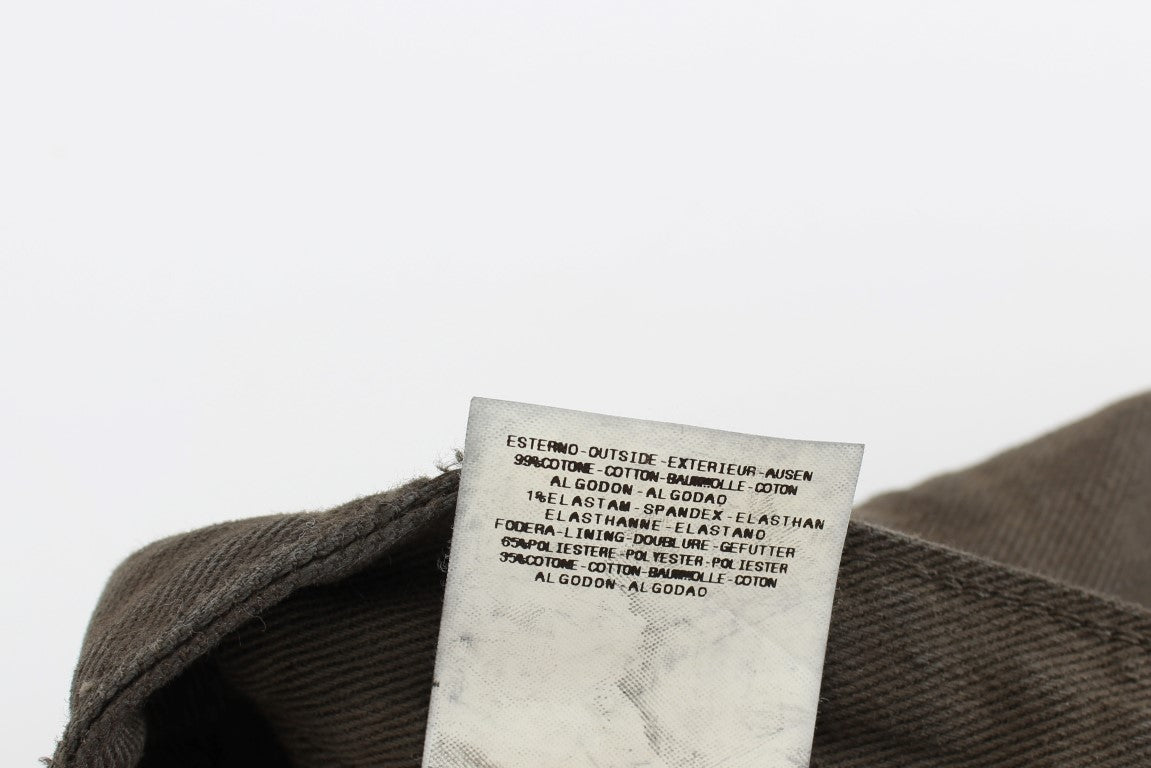 ESTERNO-OUTSIDE-EXTERIEUR-AUSEN
99%COTONE-COTTON-BAUMWOLLE-COTON
ALGODON-ALGODAO
1%ELASTAM-SPANDEX-ELASTHAN
ELASTHANNE-ELASTANO
FODERA-LINING-DOUBLURE-GEFUTTER
65%POLIESTERE-POLYESTER-POLIESTER
35%COTONE-COTTON-BAUMWOLLE-COTON
ALGODON-ALGODAO